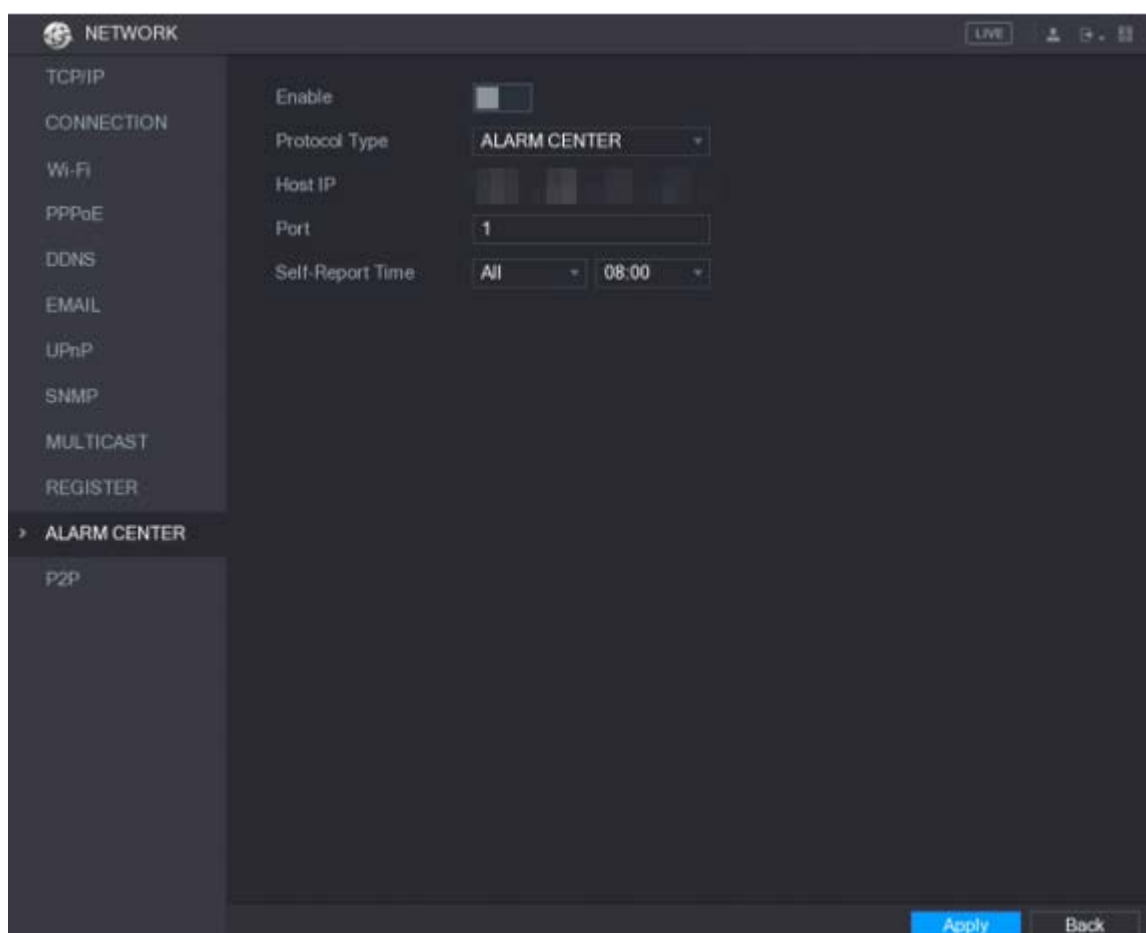 NETWORK
LIVE
TCP/IP
CONNECTION
Wi-Fi
PPPoE
DDNS
EMAIL
UPnP
SNMP
MULTICAST
REGISTER
ALARM CENTER
P2P
Enable
Protocol Type ALARM CENTER
Host IP
Port 1
Self-Report Time All 08:00
Apply Back